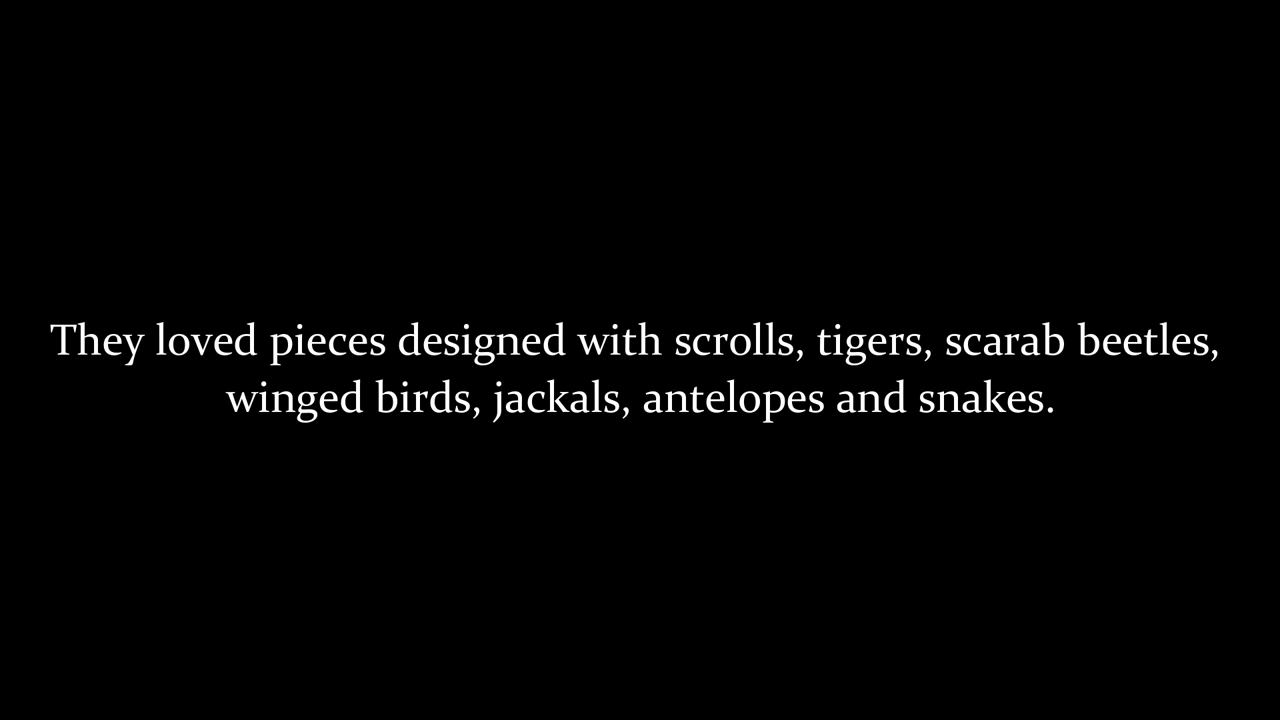 They loved pieces designed with scrolls, tigers, scarab beetles,
winged birds, jackals, antelopes and snakes.